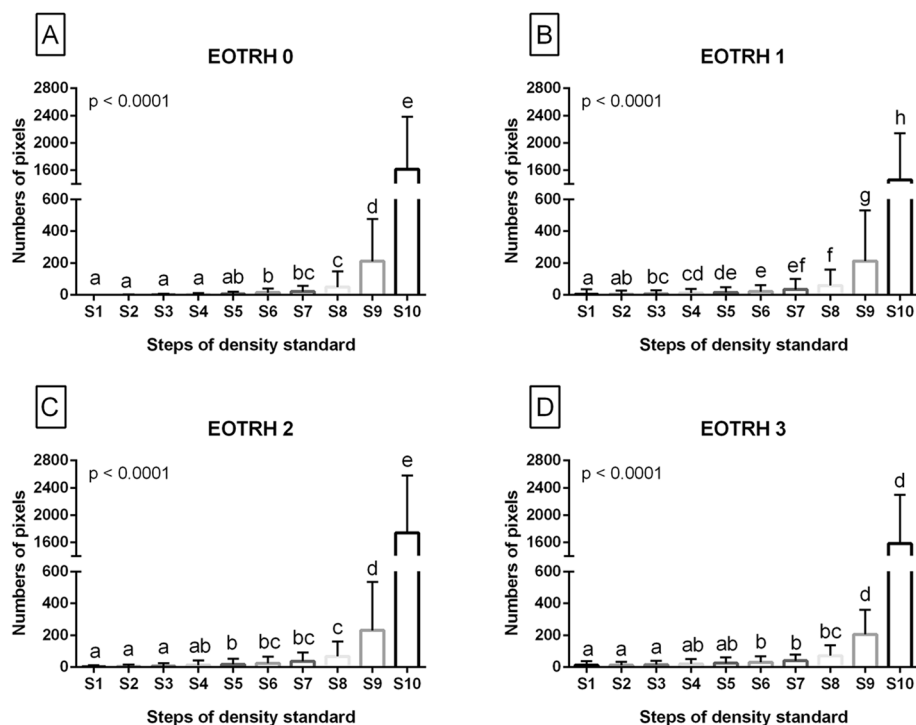 A
EOTRH 0
p < 0.0001
Numbers of pixels
2800
2400
2000
1600
600
400
200
0
a a a a ab b bc c d e
S1 S2 S3 S4 S5 S6 S7 S8 S9 S10
Steps of density standard
B
EOTRH 1
p < 0.0001
Numbers of pixels
2800
2400
2000
1600
600
400
200
0
a ab bc cd de e ef f g h
S1 S2 S3 S4 S5 S6 S7 S8 S9 S10
Steps of density standard
C
EOTRH 2
p < 0.0001
Numbers of pixels
2800
2400
2000
1600
600
400
200
0
a a a ab b bc bc c d e
S1 S2 S3 S4 S5 S6 S7 S8 S9 S10
Steps of density standard
D
EOTRH 3
p < 0.0001
Numbers of pixels
2800
2400
2000
1600
600
400
200
0
a a a ab ab b b bc d d
S1 S2 S3 S4 S5 S6 S7 S8 S9 S10
Steps of density standard